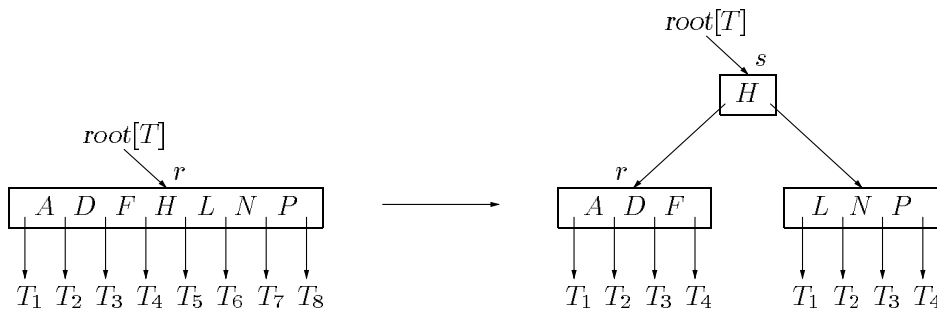 root[T]
s
H
root[T]
r
A D F H L N P
T1 T2 T3 T4 T5 T6 T7 T8
r
A D F
T1 T2 T3 T4
L N P
T1 T2 T3 T4